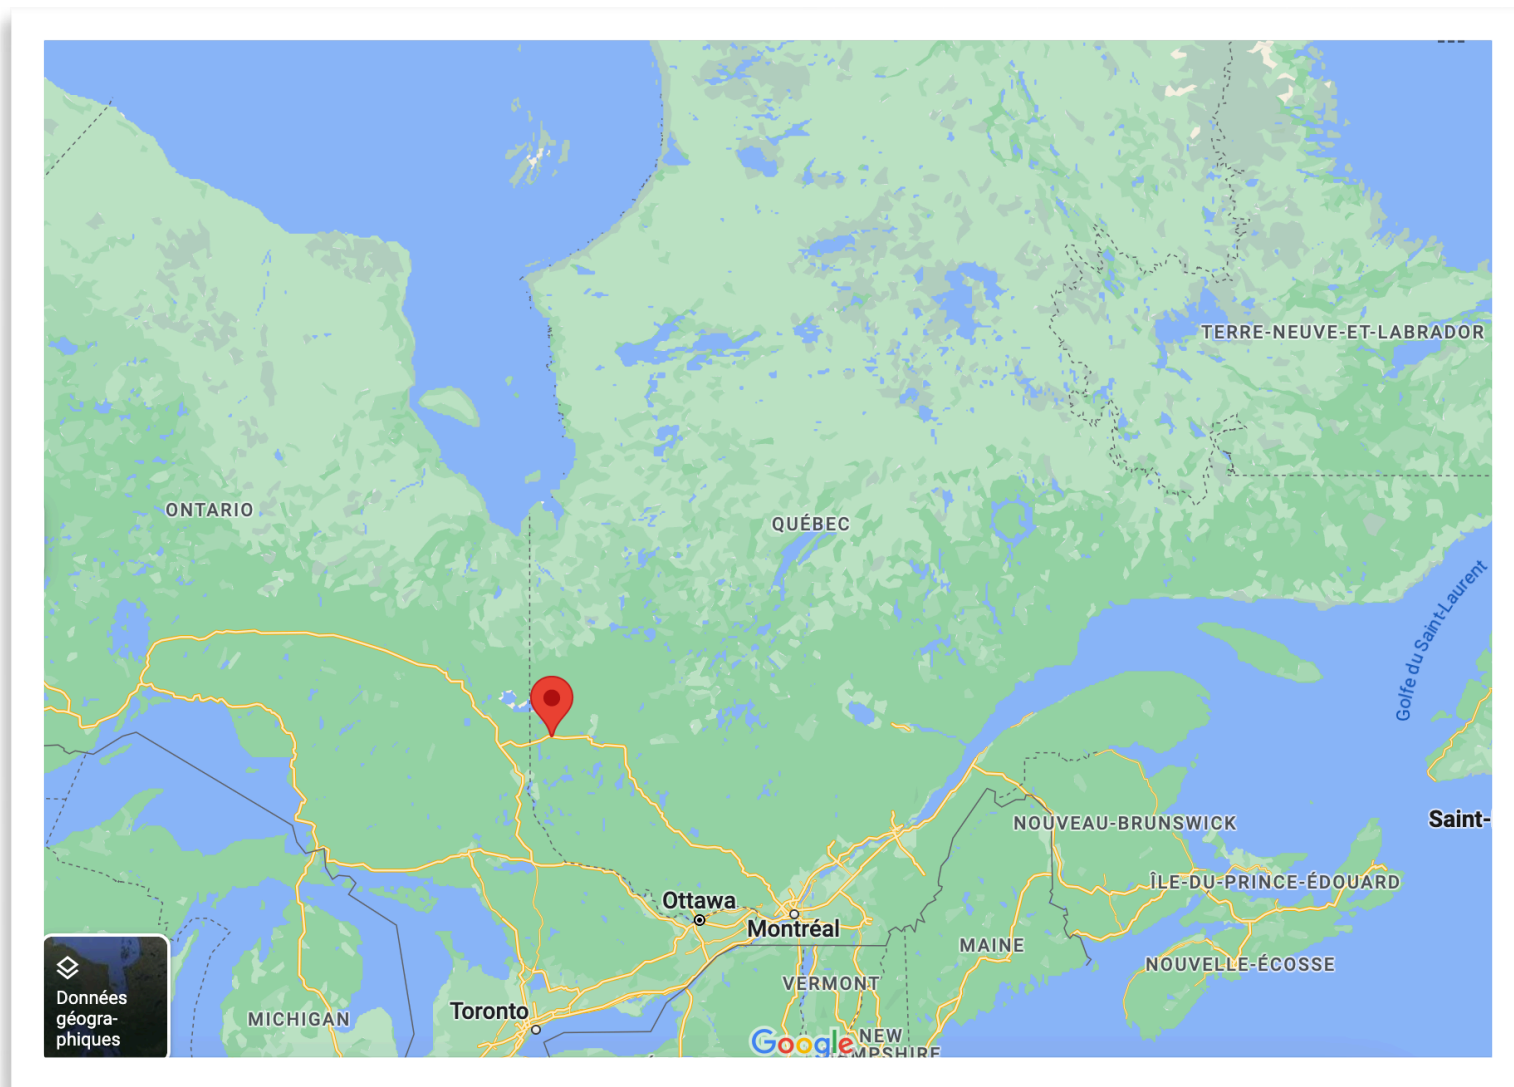 TERRE-NEUVE-ET-LABRADOR
ONTARIO
QUÉBEC
Golfe du Saint-Laurent
Saint-
NOUVEAU-BRUNSWICK
ÎLE-DU-PRINCE-ÉDOUARD
Ottawa
Montréal
MAINE
NOUVELLE-ÉCOSSE
VERMONT
Données
géogra-
phiques
MICHIGAN
Toronto
Google
NEW
MPSHIRE